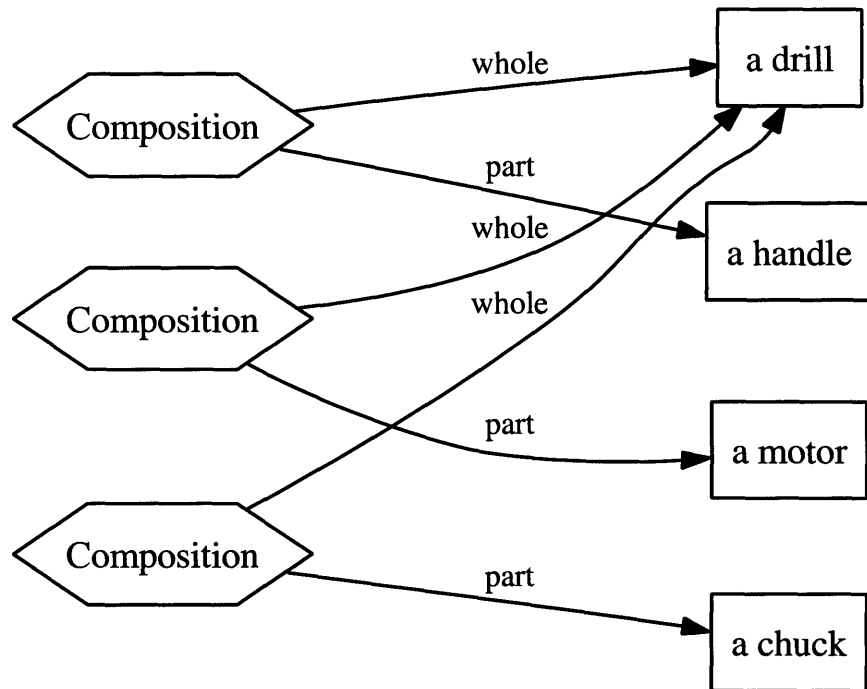 whole
a drill
Composition
part
whole
a handle
Composition
whole
part
a motor
Composition
part
a chuck